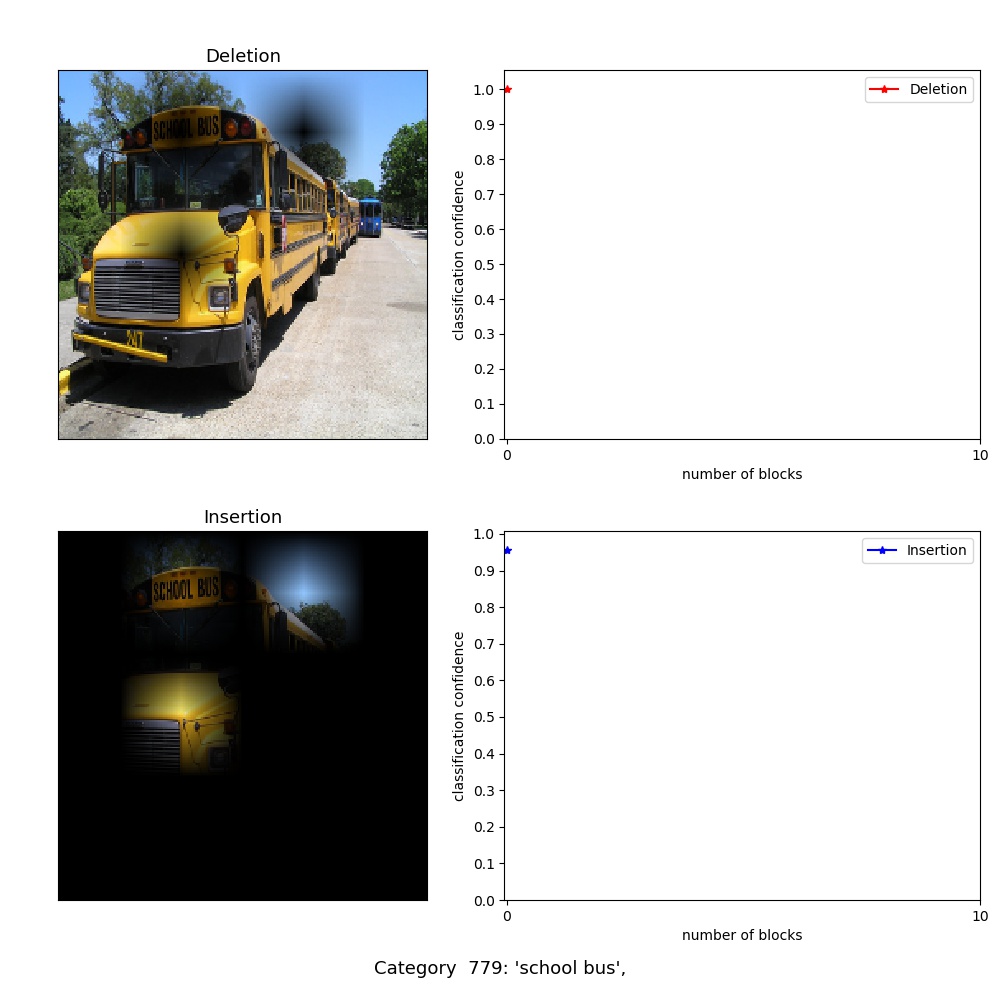 Deletion
SCHOOL BUS
1.0
0.9
0.8
0.7
0.6
0.5
0.4
0.3
0.2
0.1
0.0
0
10
classification confidence
number of blocks
Deletion
Insertion
SCHOOL BUS
1.0
0.9
0.8
0.7
0.6
0.5
0.4
0.3
0.2
0.1
0.0
0
10
classification confidence
number of blocks
Insertion
Category  779: 'school bus',